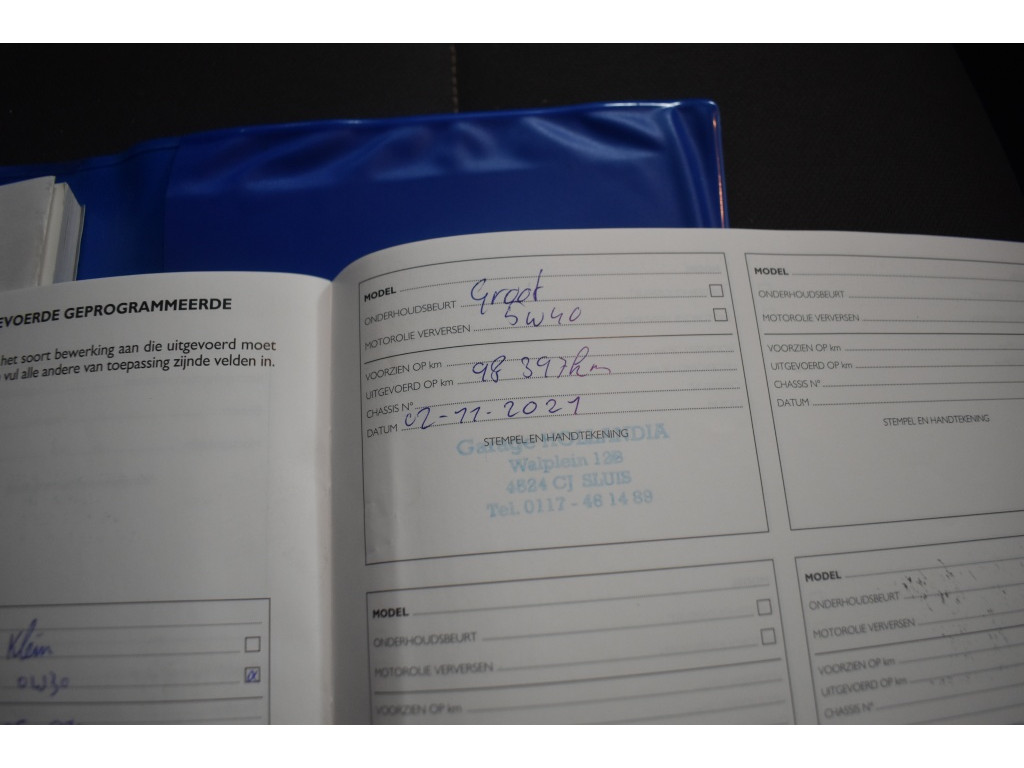 EVOERDE GEPROGRAMMEERDE
het soort bewerking aan die uitgevoerd moet
vul alle andere van toepassing zijnde velden in.
Klein
0W30
MODEL
ONDERHOUDSBEURT Groot
MOTOROLIE VERVERSEN 5W40
VOORZIEN OP km
UITGEVOERD OP km 98 397km
CHASSIS N°
DATUM 02-11-2021
STEMPEL EN HANDTEKENING
Garage HOLLANDIA
Walplein 128
4524 CJ SLUIS
Tel. 0117 - 46 14 89
MODEL
ONDERHOUDSBEURT
MOTOROLIE VERVERSEN
VOORZIEN OP km
UITGEVOERD OP km
CHASSIS N°
DATUM
STEMPEL EN HANDTEKENING
MODEL
ONDERHOUDSBEURT
MOTOROLIE VERVERSEN
VOORZIEN OP km
MODEL
ONDERHOUDSBEURT
MOTOROLIE VERVERSEN
VOORZIEN OP km
UITGEVOERD OP km
CHASSIS N°